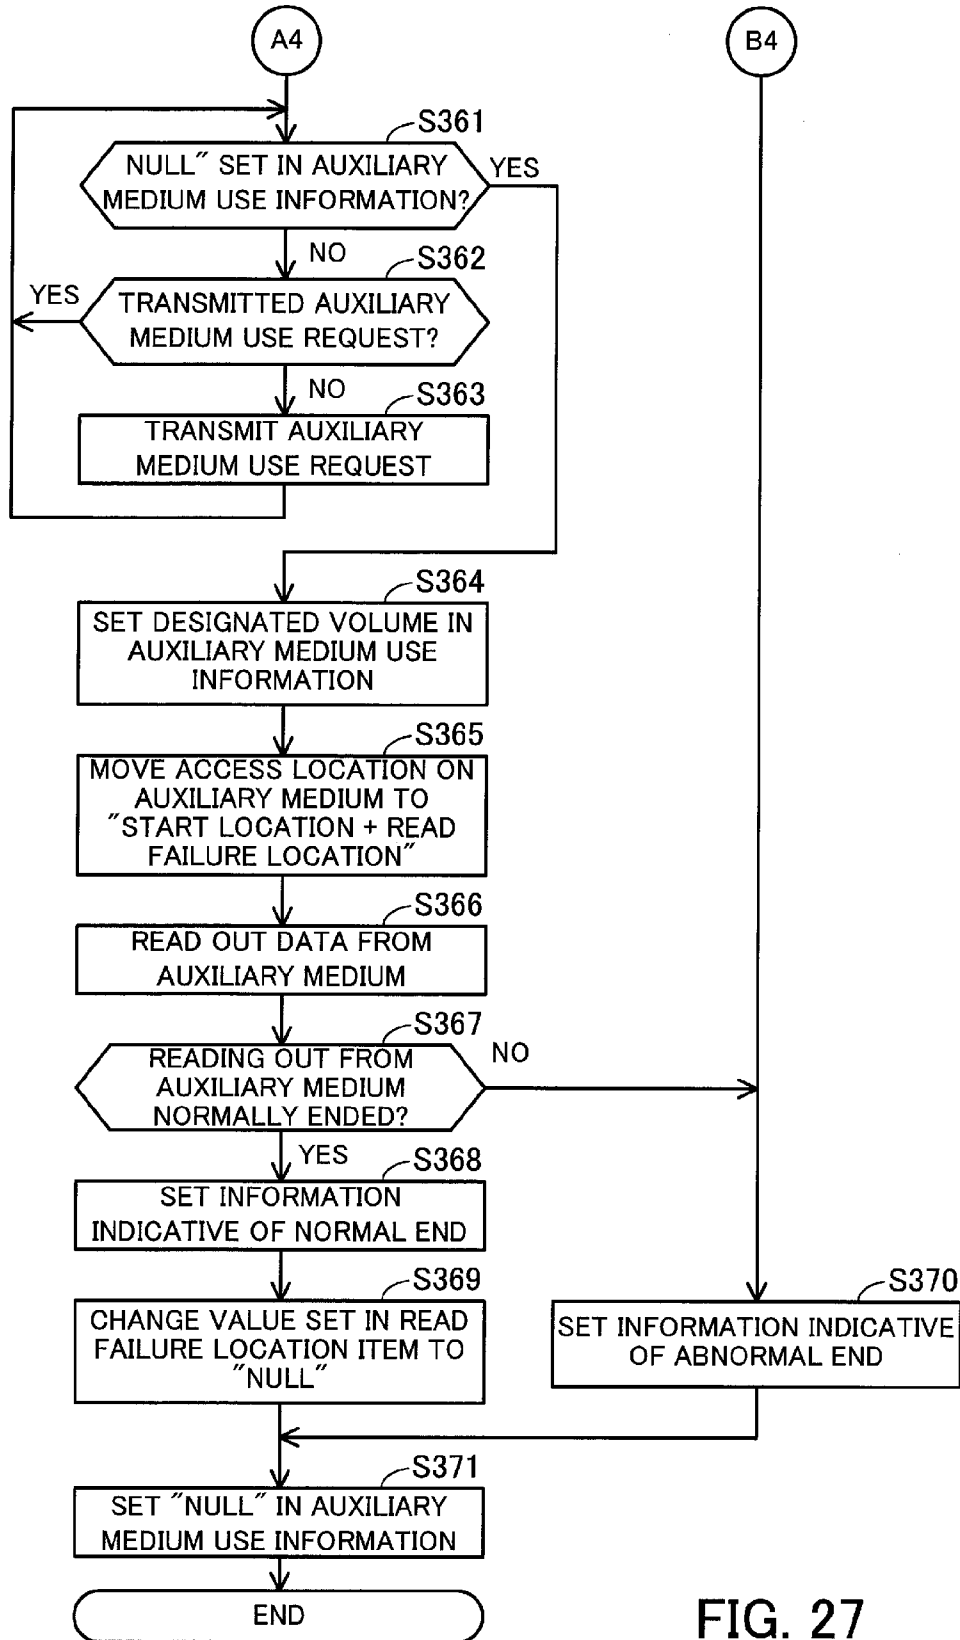 A4
B4
S361
NULL" SET IN AUXILIARY
MEDIUM USE INFORMATION?
YES
NO
S362
YES
TRANSMITTED AUXILIARY
MEDIUM USE REQUEST?
NO
S363
TRANSMIT AUXILIARY
MEDIUM USE REQUEST
S364
SET DESIGNATED VOLUME IN
AUXILIARY MEDIUM USE
INFORMATION
S365
MOVE ACCESS LOCATION ON
AUXILIARY MEDIUM TO
"START LOCATION + READ
FAILURE LOCATION"
S366
READ OUT DATA FROM
AUXILIARY MEDIUM
S367
READING OUT FROM
AUXILIARY MEDIUM
NORMALLY ENDED?
NO
YES
S368
SET INFORMATION
INDICATIVE OF NORMAL END
S369
CHANGE VALUE SET IN READ
FAILURE LOCATION ITEM TO
"NULL"
S370
SET INFORMATION INDICATIVE
OF ABNORMAL END
S371
SET "NULL" IN AUXILIARY
MEDIUM USE INFORMATION
END
FIG. 27